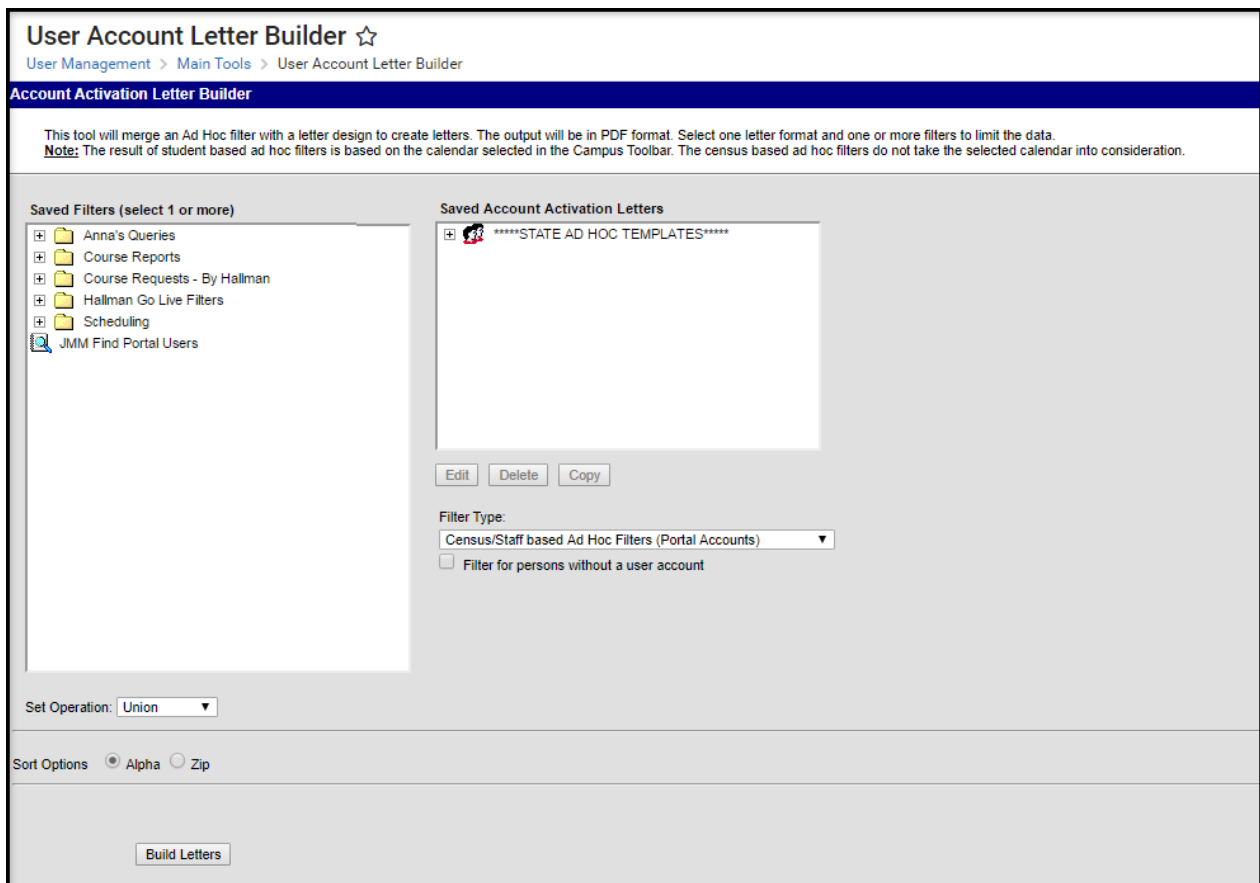 User Account Letter Builder
User Management > Main Tools > User Account Letter Builder
Account Activation Letter Builder
This tool will merge an Ad Hoc filter with a letter design to create letters. The output will be in PDF format. Select one letter format and one or more filters to limit the data.
Note: The result of student based ad hoc filters is based on the calendar selected in the Campus Toolbar. The census based ad hoc filters do not take the selected calendar into consideration.
Saved Filters (select 1 or more)
Anna's Queries
Course Reports
Course Requests - By Hallman
Hallman Go Live Filters
Scheduling
JMM Find Portal Users
Saved Account Activation Letters
*****STATE AD HOC TEMPLATES*****
Edit Delete Copy
Filter Type:
Census/Staff based Ad Hoc Filters (Portal Accounts)
Filter for persons without a user account
Set Operation: Union
Sort Options Alpha Zip
Build Letters